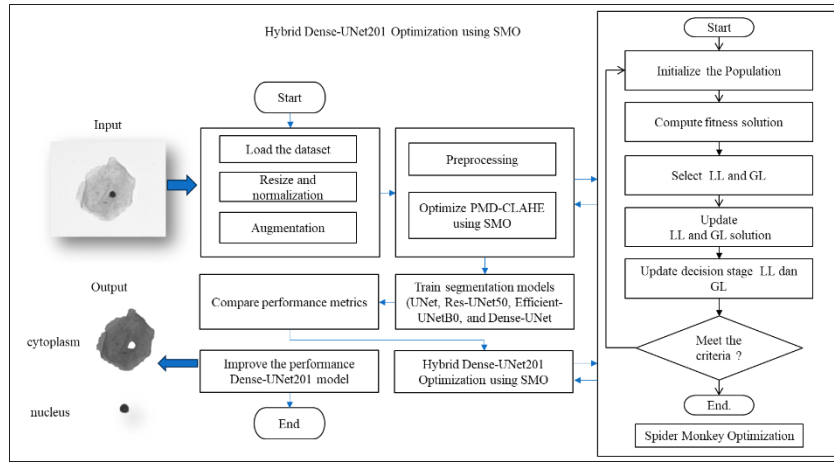 Hybrid Dense-UNet201 Optimization using SMO
Start
Input
Load the dataset
Resize and normalization
Augmentation
Preprocessing
Optimize PMD-CLAHE
using SMO
Output
cytoplasm
nucleus
Compare performance metrics
Train segmentation models
(UNet, Res-UNet50, Efficient-
UNetB0, and Dense-UNet
Improve the performance
Dense-UNet201 model
Hybrid Dense-UNet201
Optimization using SMO
End
Start
Initialize the Population
Compute fitness solution
Select LL and GL
Update
LL and GL solution
Update decision stage LL dan
GL
Meet the
criteria ?
End.
Spider Monkey Optimization